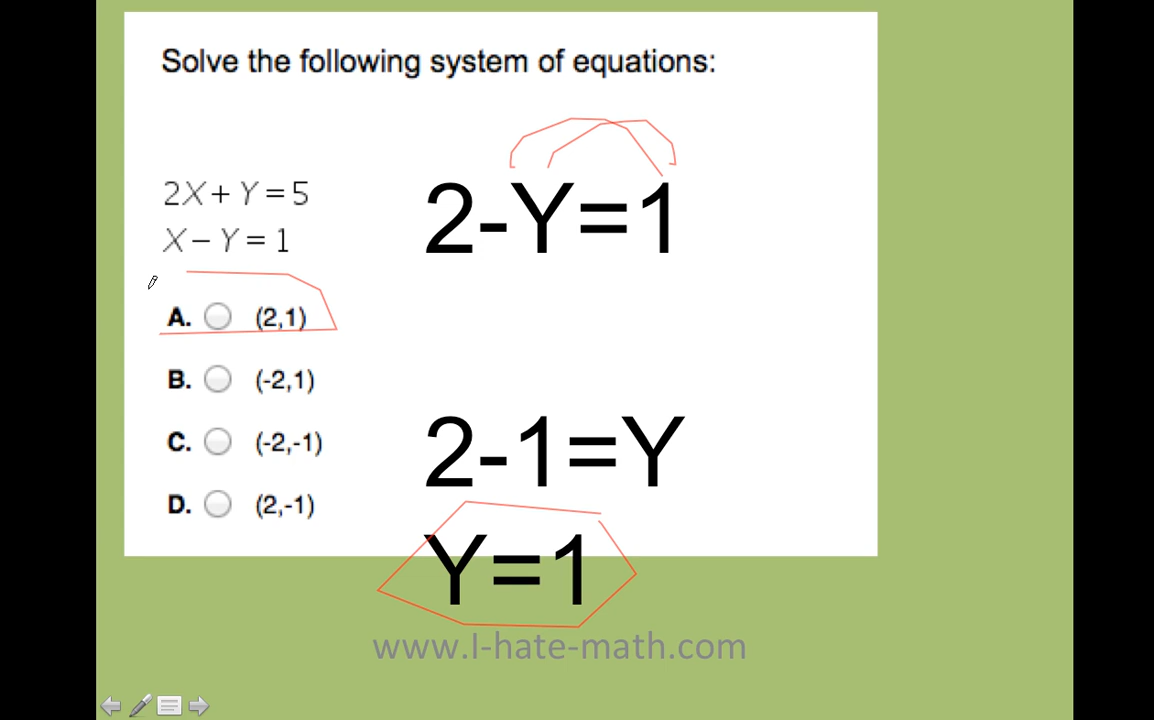 Solve the following system of equations:
2X+ Y=5
X– Y= 1
A. (2,1)
B. (-2,1)
C. (-2,-1)
D. (2,-1)
2-Y=1
2-1=Y
Y=1
www.I-hate-math.com